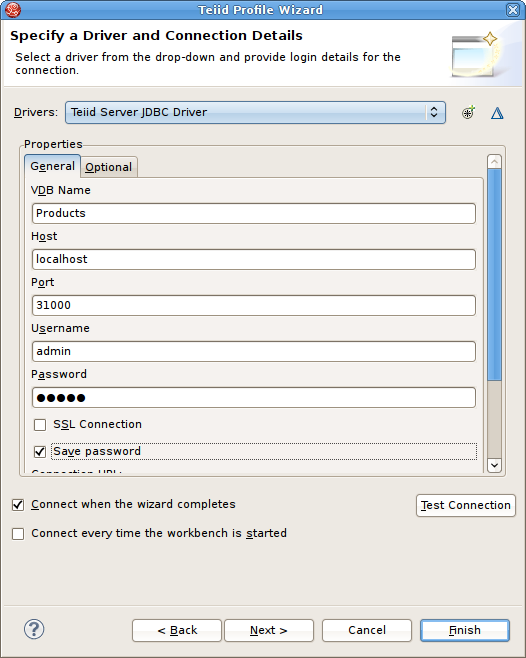 Teiid Profile Wizard
Specify a Driver and Connection Details
Select a driver from the drop-down and provide login details for the
connection.
Drivers: Teiid Server JDBC Driver
Properties
General Optional
VDB Name
Products
Host
localhost
Port
31000
Username
admin
Password
●●●●●
SSL Connection
Save password
Connection URL:
Connect when the wizard completes
Test Connection
Connect every time the workbench is started
< Back Next > Cancel Finish